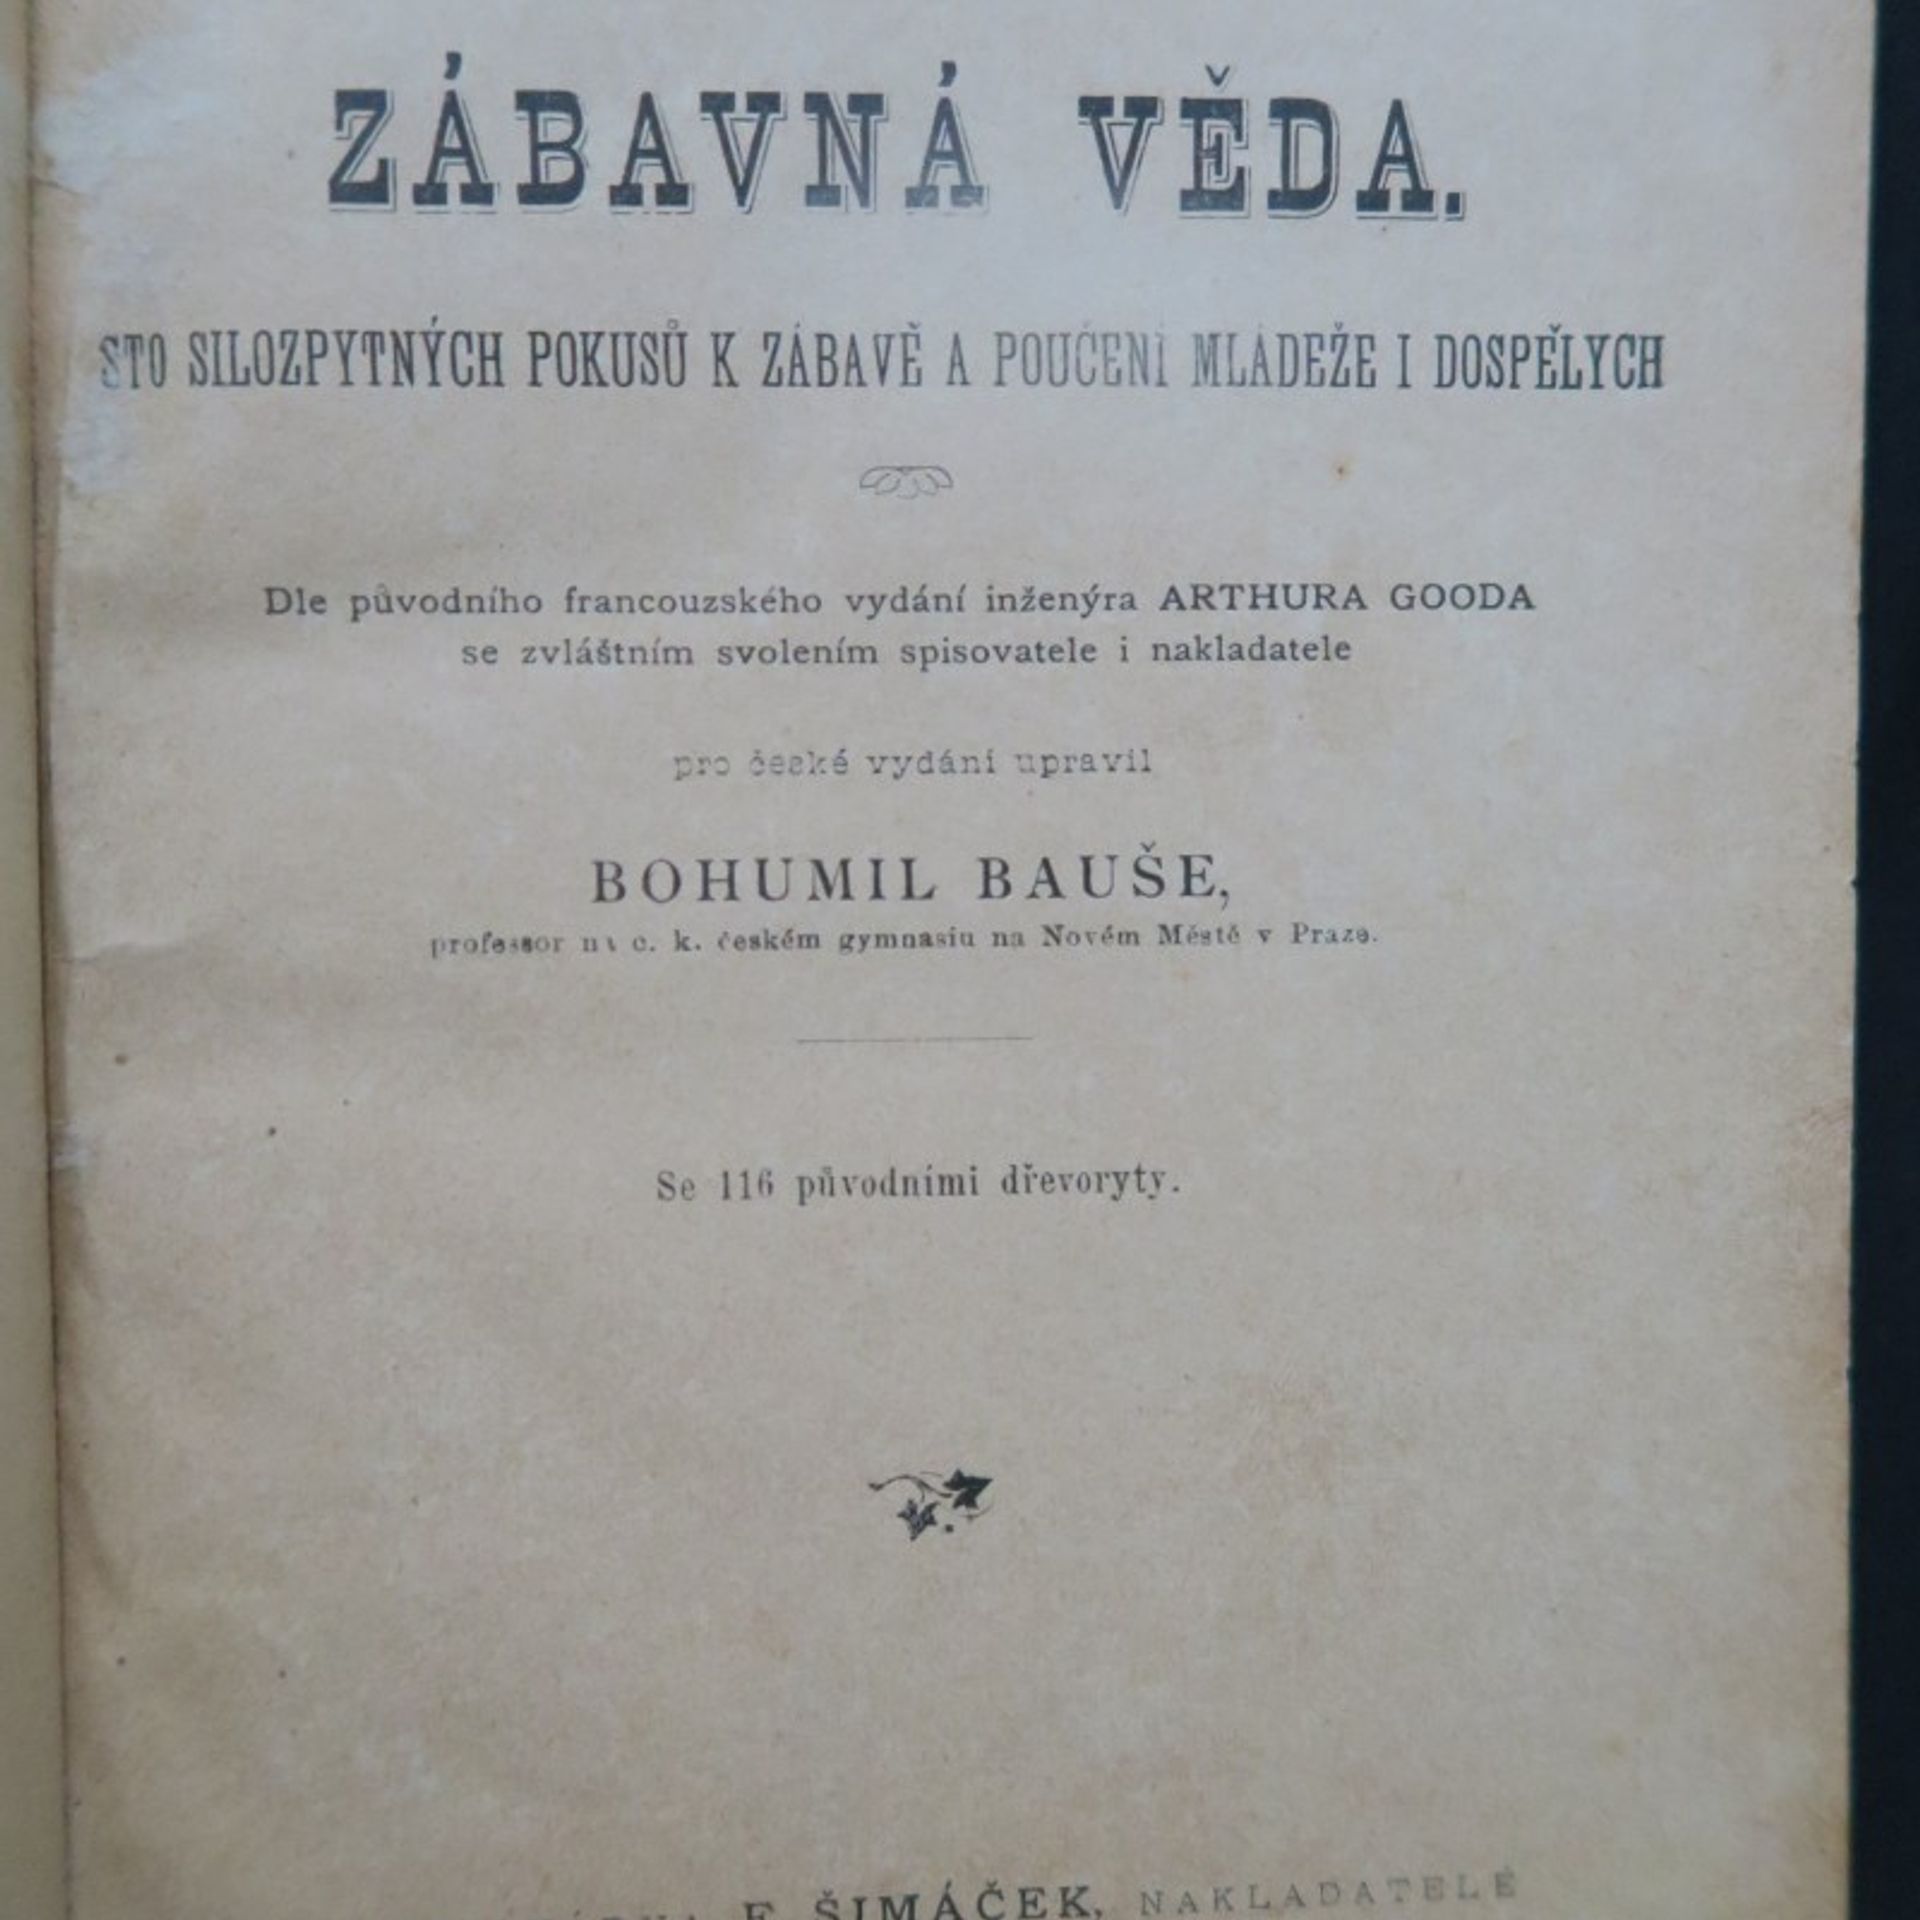 ZÁBAVNÁ VĚDA.
STO SILOZPYTNÝCH POKUSŮ K ZÁBAVĚ A POUČENÍ MLÁDEŽE I DOSPĚLYCH
Dle původního francouzského vydání inženýra ARTHURA GOODA
se zvláštním svolením spisovatele i nakladatele
pro české vydání upravil
BOHUMIL BAUŠE,
professor na c. k. českém gymnasiu na Novém Městě v Praze.
Se 116 původními dřevoryty.
F. ŠIMÁČEK, NAKLADATELÉ